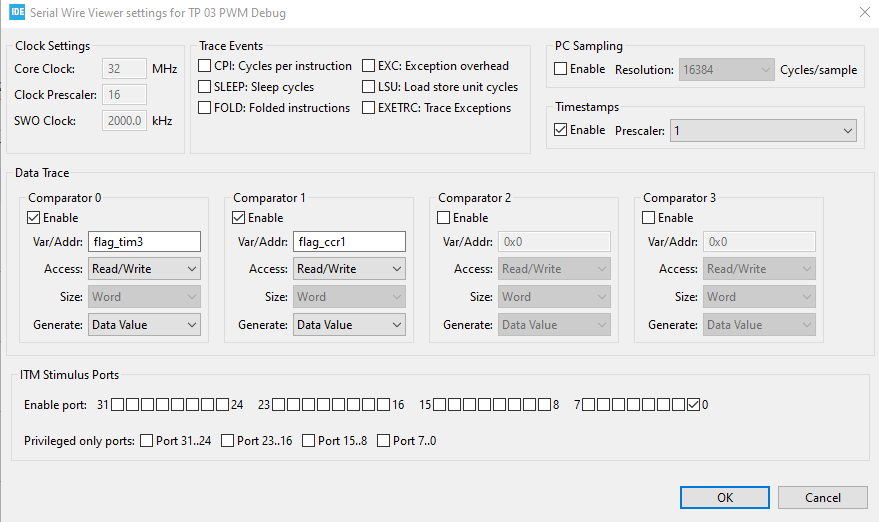 IDE Serial Wire Viewer settings for TP 03 PWM Debug
Clock Settings
Core Clock: 32 MHz
Clock Prescaler: 16
SWO Clock: 2000.0 kHz
Trace Events
CPI: Cycles per instruction EXC: Exception overhead
SLEEP: Sleep cycles LSU: Load store unit cycles
FOLD: Folded instructions EXETRC: Trace Exceptions
PC Sampling
Enable Resolution: 16384 Cycles/sample
Timestamps
Enable Prescaler: 1
Data Trace
Comparator 0
Enable
Var/Addr: flag_tim3
Access: Read/Write
Size: Word
Generate: Data Value
Comparator 1
Enable
Var/Addr: flag_ccr1
Access: Read/Write
Size: Word
Generate: Data Value
Comparator 2
Enable
Var/Addr: 0x0
Access: Read/Write
Size: Word
Generate: Data Value
Comparator 3
Enable
Var/Addr: 0x0
Access: Read/Write
Size: Word
Generate: Data Value
ITM Stimulus Ports
Enable port: 31 24 23 16 15 8 7 0
Privileged only ports: Port 31..24 Port 23..16 Port 15..8 Port 7..0
OK Cancel